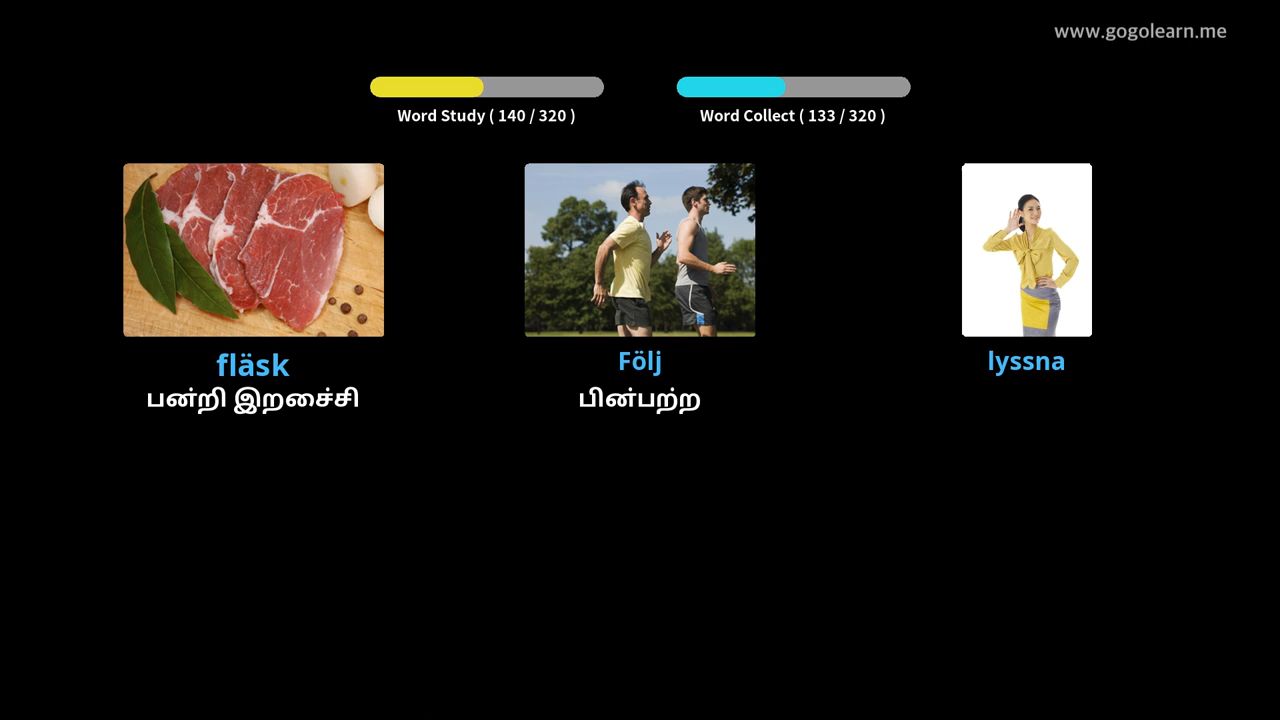 www.gogolearn.me
Word Study ( 140 / 320 )
Word Collect ( 133 / 320 )
fläsk
பன்றி இறைச்சி
Följ
பின்பற்ற
lyssna